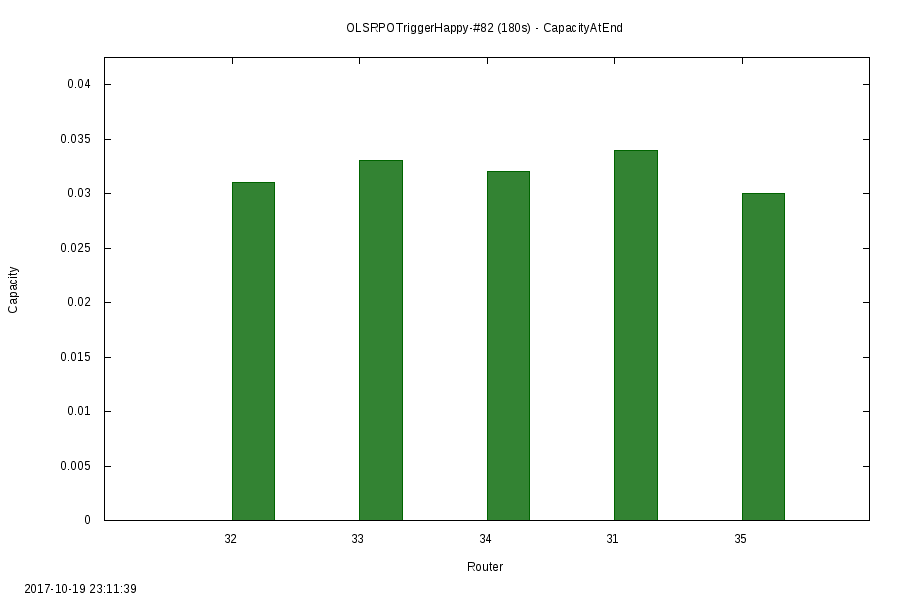 OLSRPOTriggerHappy-#82 (180s) - CapacityAtEnd
0.04
0.035
0.03
0.025
0.02
0.015
0.01
0.005
0
Capacity
32 33 34 31 35
Router
2017-10-19 23:11:39